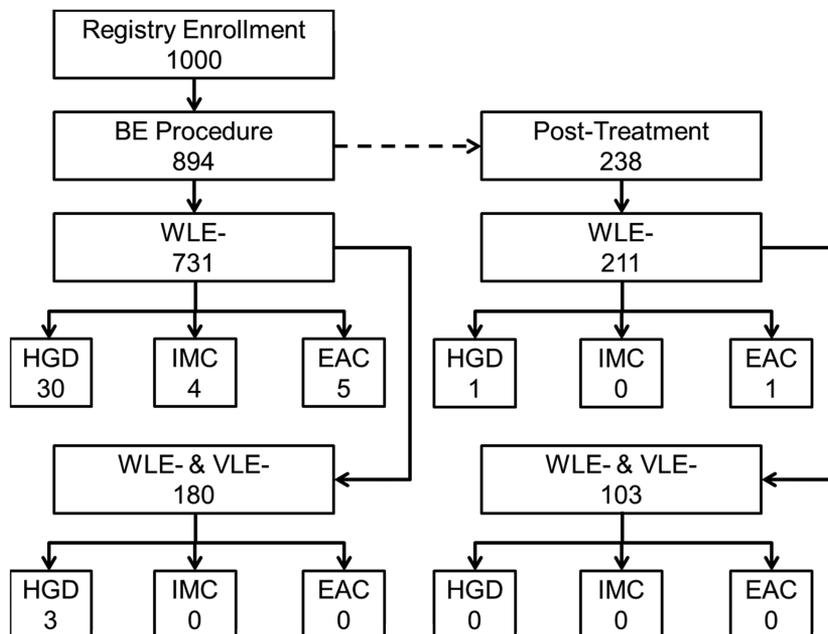 Registry Enrollment
1000
BE Procedure
894
Post-Treatment
238
WLE-
731
WLE-
211
HGD
30
IMC
4
EAC
5
HGD
1
IMC
0
EAC
1
WLE- & VLE-
180
WLE- & VLE-
103
HGD
3
IMC
0
EAC
0
HGD
0
IMC
0
EAC
0